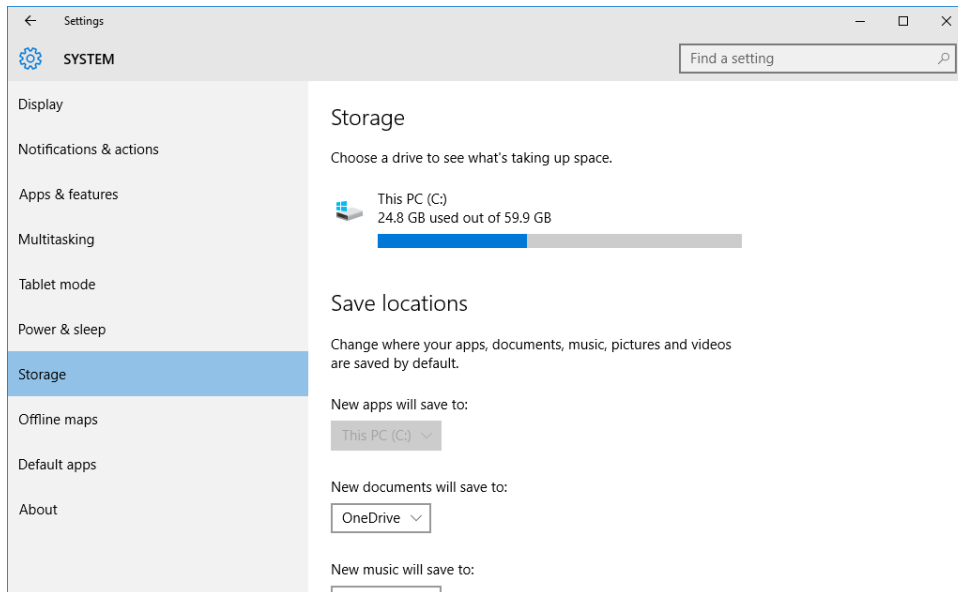 Settings
SYSTEM
Find a setting
Display
Notifications & actions
Apps & features
Multitasking
Tablet mode
Power & sleep
Storage
Offline maps
Default apps
About
Storage
Choose a drive to see what's taking up space.
This PC (C:)
24.8 GB used out of 59.9 GB
Save locations
Change where your apps, documents, music, pictures and videos
are saved by default.
New apps will save to:
This PC (C:)
New documents will save to:
OneDrive
New music will save to: